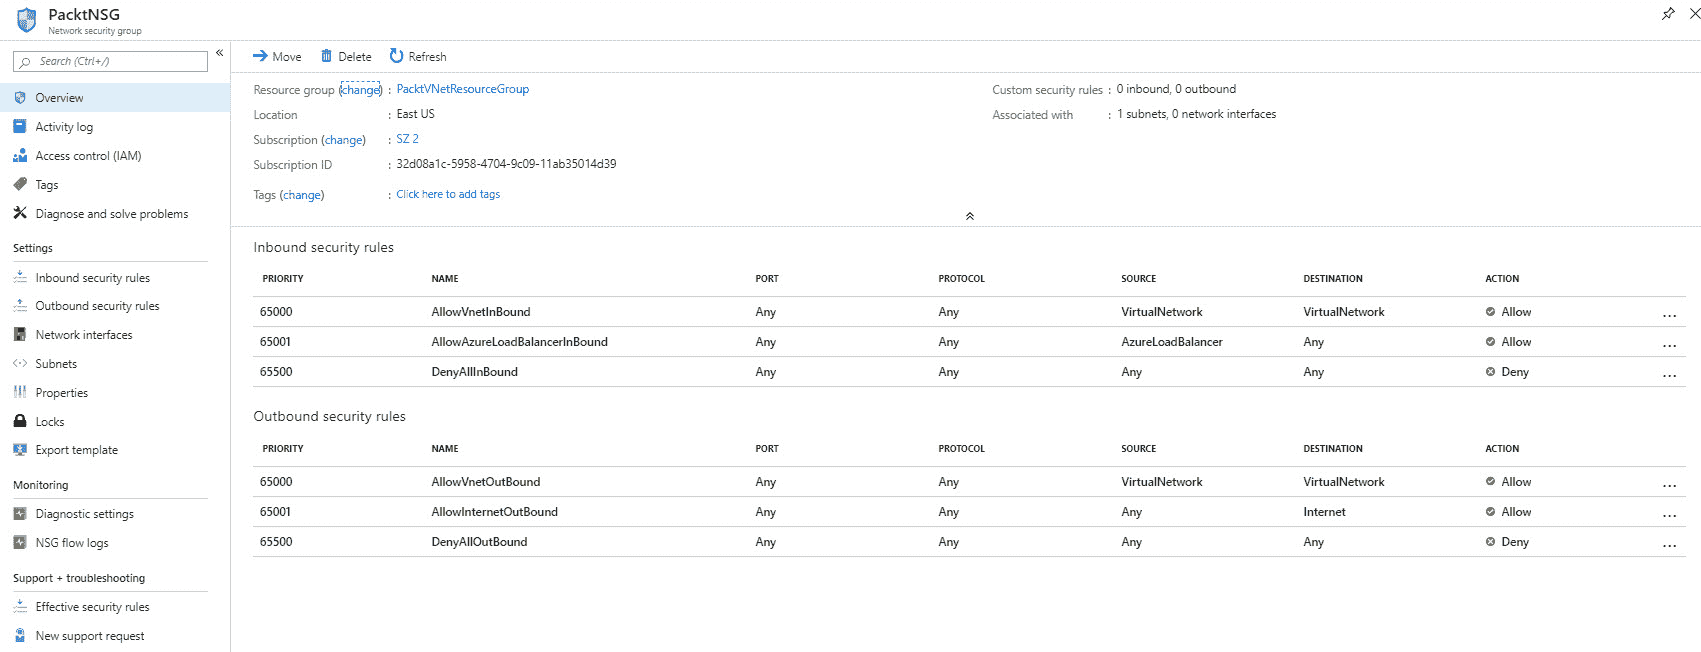 PacktNSG
Network security group
Search (Ctrl+/)
«
Overview
Activity log
Access control (IAM)
Tags
Diagnose and solve problems
Settings
Inbound security rules
Outbound security rules
Network interfaces
Subnets
Properties
Locks
Export template
Monitoring
Diagnostic settings
NSG flow logs
Support + troubleshooting
Effective security rules
New support request
Move Delete Refresh
Resource group (change) : PacktVNetResourceGroup
Location : East US
Subscription (change) : SZ 2
Subscription ID : 32d08a1c-5958-4704-9c09-11ab35014d39
Tags (change) : Click here to add tags
Custom security rules : 0 inbound, 0 outbound
Associated with : 1 subnets, 0 network interfaces
Inbound security rules
PRIORITY NAME PORT PROTOCOL SOURCE DESTINATION ACTION
65000 AllowVnetInBound Any Any VirtualNetwork VirtualNetwork Allow ...
65001 AllowAzureLoadBalancerInBound Any Any AzureLoadBalancer Any Allow ...
65500 DenyAllInBound Any Any Any Any Deny ...
Outbound security rules
PRIORITY NAME PORT PROTOCOL SOURCE DESTINATION ACTION
65000 AllowVnetOutBound Any Any VirtualNetwork VirtualNetwork Allow ...
65001 AllowInternetOutBound Any Any Any Internet Allow ...
65500 DenyAllOutBound Any Any Any Any Deny ...